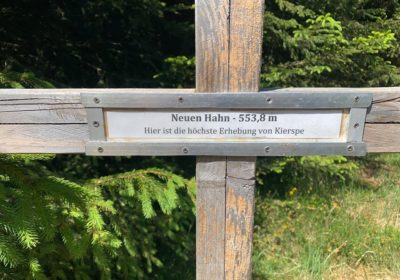 Neuen Hahn - 553,8 m
Hier ist die höchste Erhebung von Kierspe